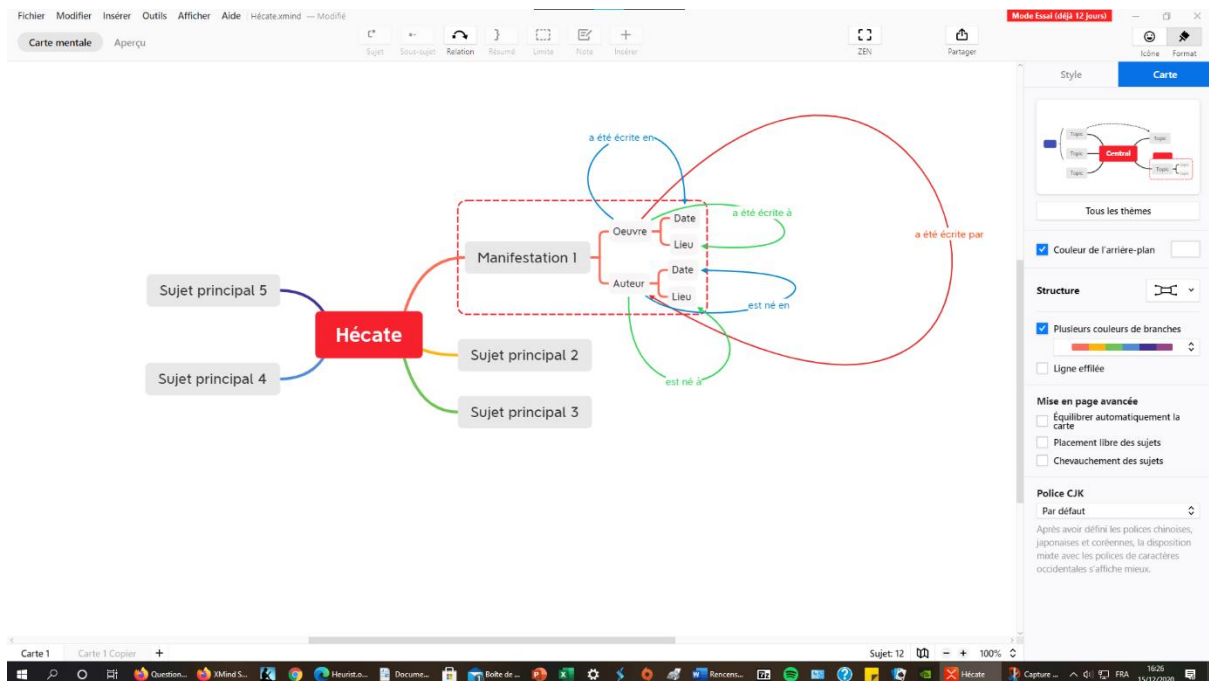 Fichier Modifier Insérer Outils Afficher Aide Hécate.xmind — Modifié
Mode Essai (déjà 12 jours)
Carte mentale Aperçu
Sujet Sous-sujet Relation Résumé Limite Note Insérer
ZEN
Partager
Icône Format
Style Carte
a été écrite en
Oeuvre
Date
Lieu
a été écrite à
a été écrite par
Manifestation 1
Auteur
Date
Lieu
est né en
est né à
Sujet principal 5
Hécate
Sujet principal 4
Sujet principal 2
Sujet principal 3
Topic
Topic
Topic
Central
Topic
Topic
Tous les thèmes
Couleur de l'arrière-plan
Structure
Plusieurs couleurs de branches
Ligne effilée
Mise en page avancée
Équilibrer automatiquement la
carte
Placement libre des sujets
Chevauchement des sujets
Police CJK
Par défaut
Après avoir défini les polices chinoises,
japonaises et coréennes, la disposition
mixte avec les polices de caractères
occidentales s'affiche mieux.
Carte 1 Carte 1 Copier +
Sujet: 12 − + 100%
Question... XMind S... Heurist.o... Docume... Boîte de ... Rencens... Hécate Capture ... FRA
16:26
15/12/2020